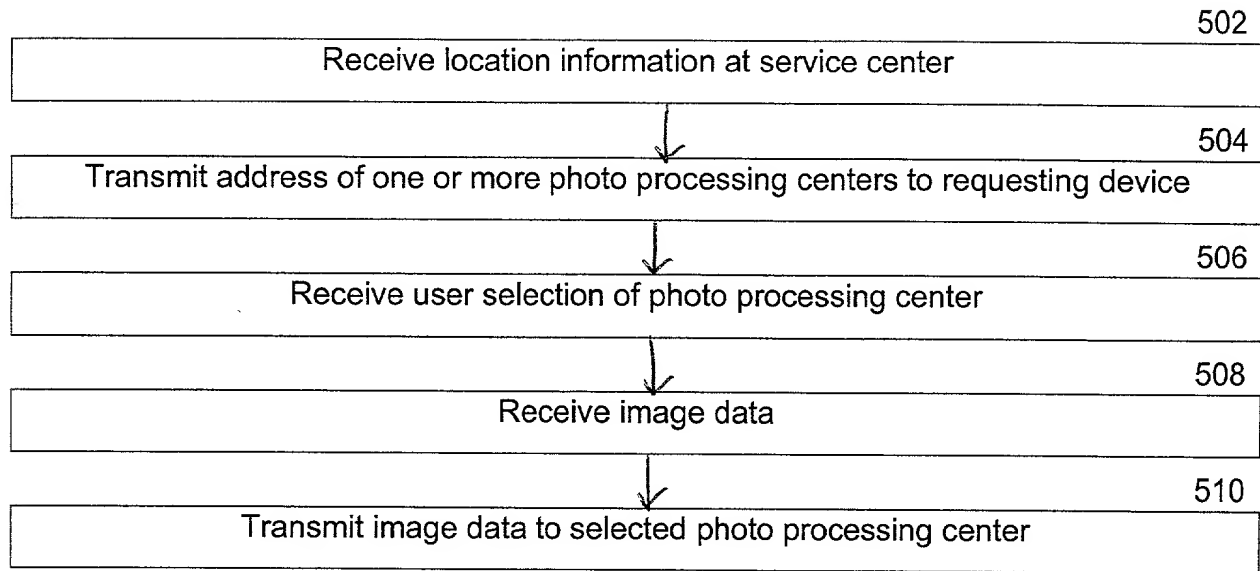 502
Receive location information at service center
504
Transmit address of one or more photo processing centers to requesting device
506
Receive user selection of photo processing center
508
Receive image data
510
Transmit image data to selected photo processing center